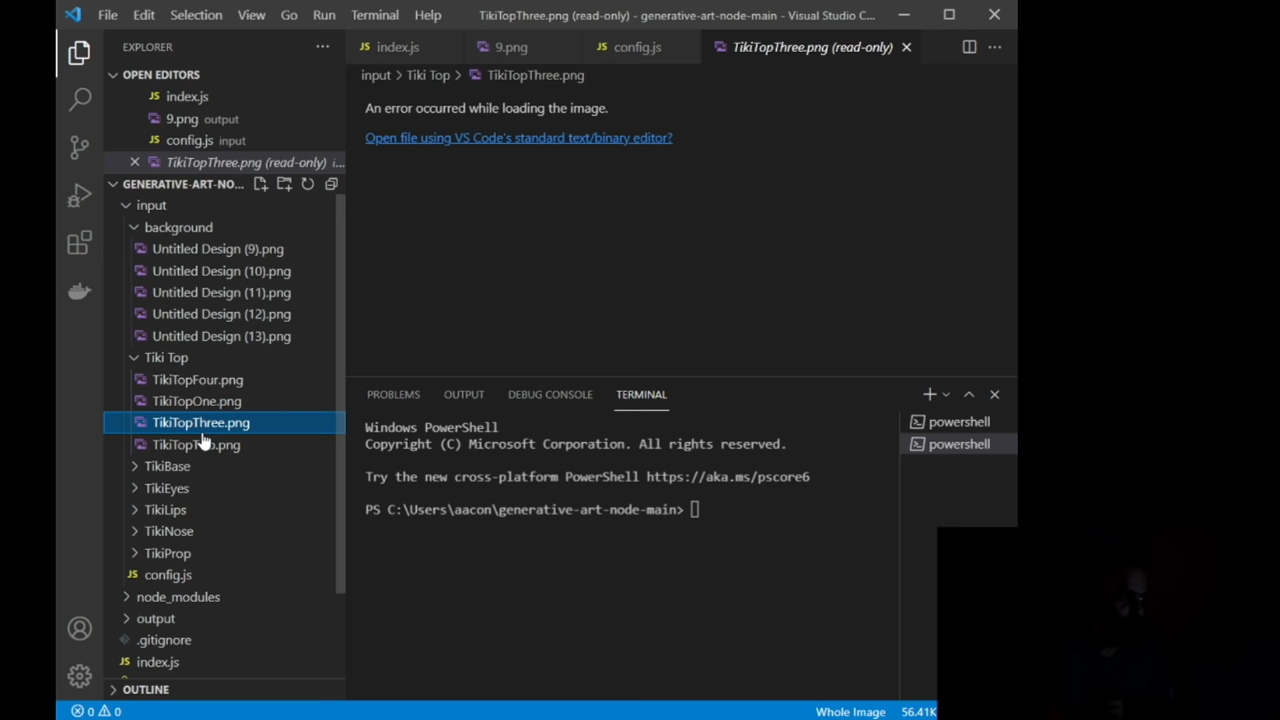 File Edit Selection View Go Run Terminal Help TikiTopThree.png (read-only) - generative-art-node-main - Visual Studio C...
EXPLORER
index.js 9.png config.js TikiTopThree.png (read-only)
OPEN EDITORS
index.js
9.png output
config.js input
TikiTopThree.png (read-only) i...
GENERATIVE-ART-NO...
input
background
Untitled Design (9).png
Untitled Design (10).png
Untitled Design (11).png
Untitled Design (12).png
Untitled Design (13).png
Tiki Top
TikiTopFour.png
TikiTopOne.png
TikiTopThree.png
TikiBase
TikiEyes
TikiLips
TikiNose
TikiProp
config.js
node_modules
output
.gitignore
index.js
OUTLINE
input > Tiki Top > TikiTopThree.png
An error occurred while loading the image.
Open file using VS Code's standard text/binary editor?
PROBLEMS OUTPUT DEBUG CONSOLE TERMINAL
Windows PowerShell
Copyright (C) Microsoft Corporation. All rights reserved.
Try the new cross-platform PowerShell https://aka.ms/pscore6
PS C:\Users\aacon\generative-art-node-main>
powershell
powershell
0 0 Whole Image 56.41K